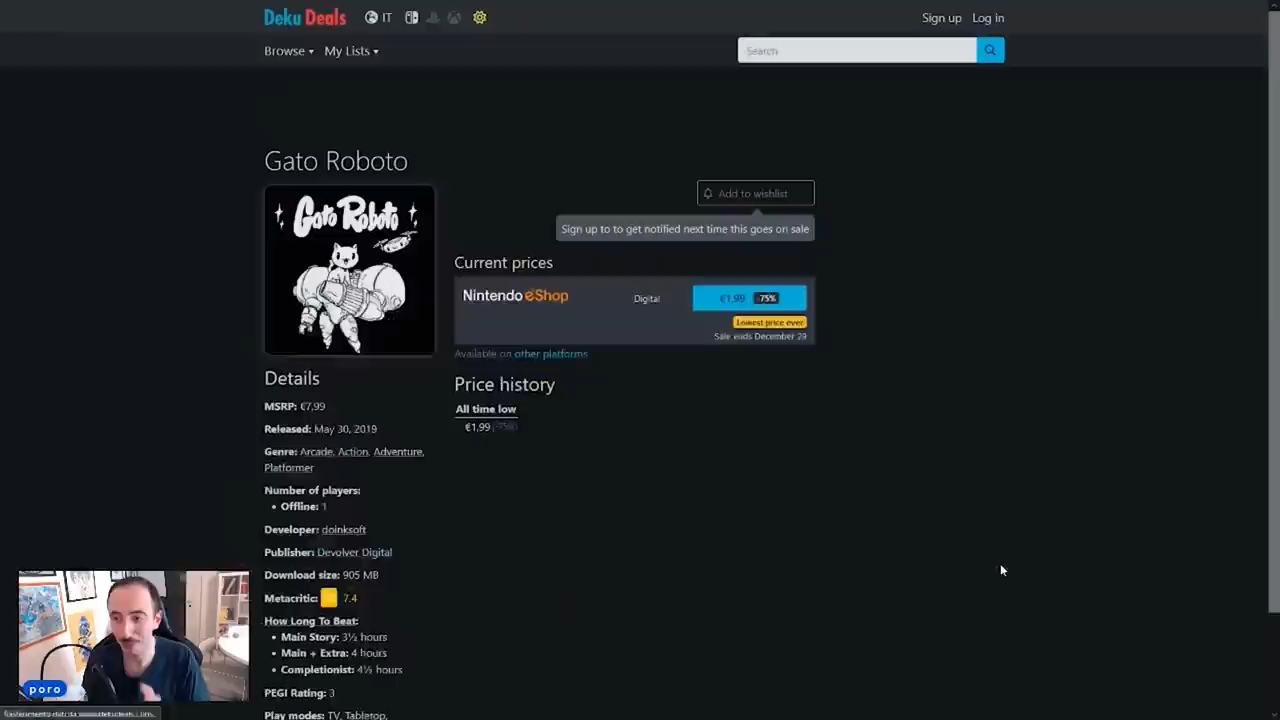 Deku Deals IT Sign up Log in
Browse My Lists Search
Gato Roboto
Gato Roboto
Add to wishlist
Sign up to to get notified next time this goes on sale
Current prices
Nintendo eShop Digital €1,99 -75%
Lowest price ever
Sale ends December 29
Available on other platforms
Price history
All time low
€1,99
Details
MSRP: €7,99
Released: May 30, 2019
Genre: Arcade, Action, Adventure,
Platformer
Number of players:
• Offline: 1
Developer: doinksoft
Publisher: Devolver Digital
Download size: 905 MB
Metacritic: 7.4
How Long To Beat:
• Main Story: 3½ hours
• Main + Extra: 4 hours
• Completionist: 4½ hours
PEGI Rating: 3
Play modes: TV, Tabletop,
poro